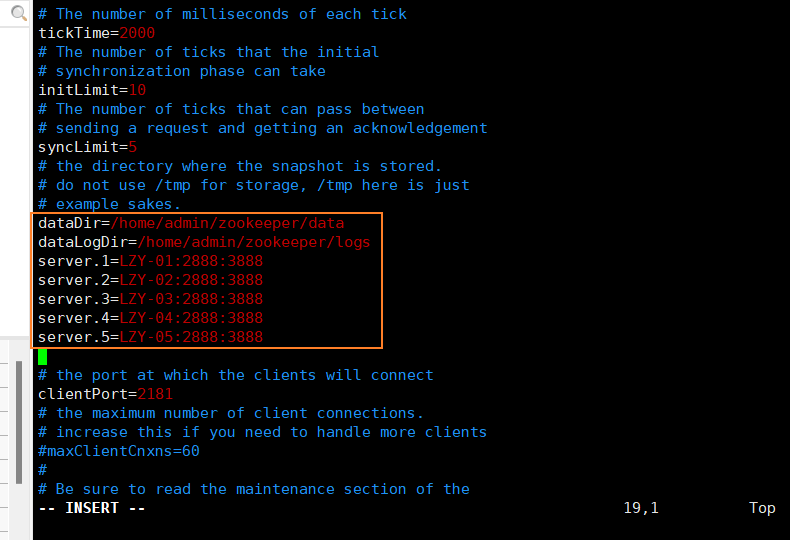 # The number of milliseconds of each tick
tickTime=2000
# The number of ticks that the initial
# synchronization phase can take
initLimit=10
# The number of ticks that can pass between
# sending a request and getting an acknowledgement
syncLimit=5
# the directory where the snapshot is stored.
# do not use /tmp for storage, /tmp here is just
# example sakes.
dataDir=/home/admin/zookeeper/data
dataLogDir=/home/admin/zookeeper/logs
server.1=LZY-01:2888:3888
server.2=LZY-02:2888:3888
server.3=LZY-03:2888:3888
server.4=LZY-04:2888:3888
server.5=LZY-05:2888:3888
# the port at which the clients will connect
clientPort=2181
# the maximum number of client connections.
# increase this if you need to handle more clients
#maxClientCnxns=60
#
# Be sure to read the maintenance section of the
-- INSERT -- 19,1 Top